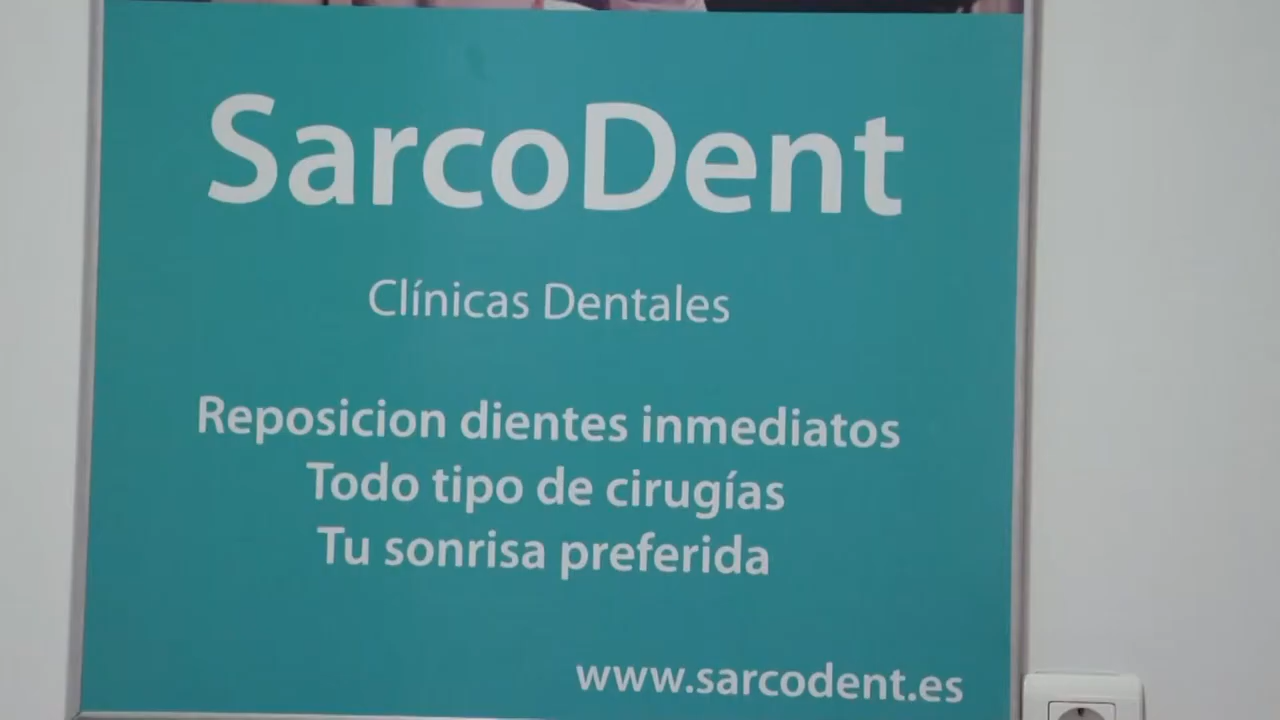 SarcoDent
Clínicas Dentales
Reposicion dientes inmediatos
Todo tipo de cirugías
Tu sonrisa preferida
www.sarcodent.es